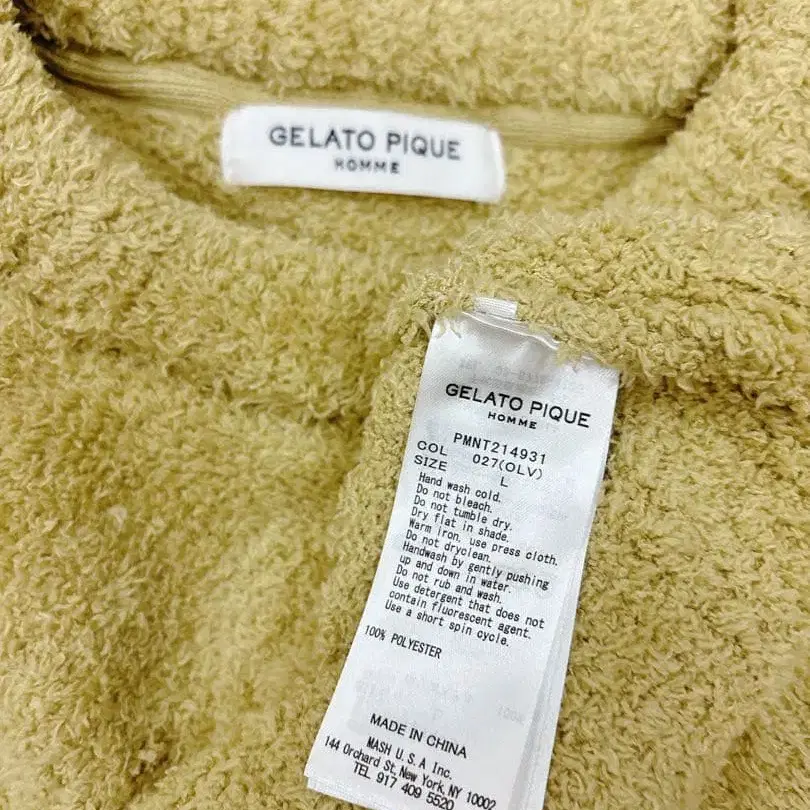 GELATO PIQUE
HOMME
GELATO PIQUE
HOMME
PMNT214931
COL 027(OLV)
SIZE L
Hand wash cold.
Do not bleach.
Do not tumble dry.
Dry flat in shade.
Warm iron, use press cloth.
Do not dryclean.
Handwash by gently pushing
up and down in water.
Do not rub and wash.
Use detergent that does not
contain fluorescent agent.
Use a short spin cycle.
100% POLYESTER
MADE IN CHINA
MASH U.S.A Inc.
144 Orchard St, New York, NY 10002
TEL 917 409 5520